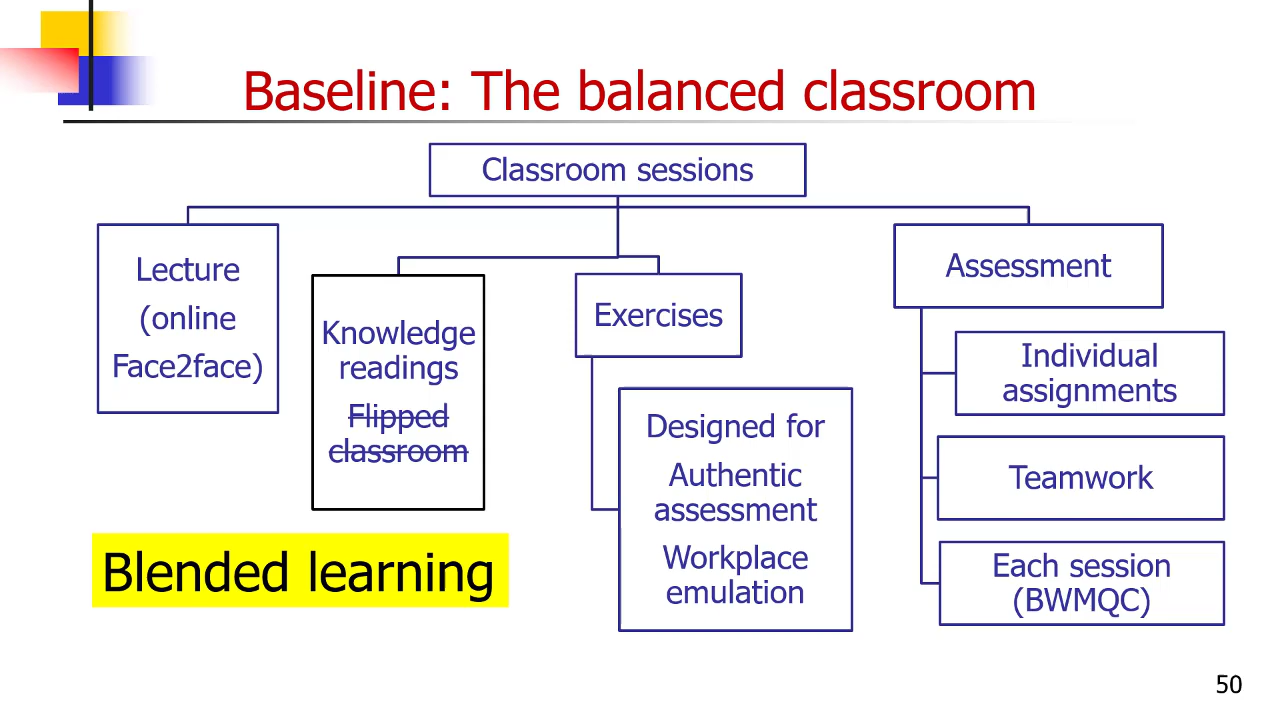 Baseline: The balanced classroom
Classroom sessions
Lecture
(online
Face2face)
Knowledge
readings
Flipped
classroom
Exercises
Designed for
Authentic
assessment
Workplace
emulation
Assessment
Individual
assignments
Teamwork
Each session
(BWMQC)
Blended learning
50